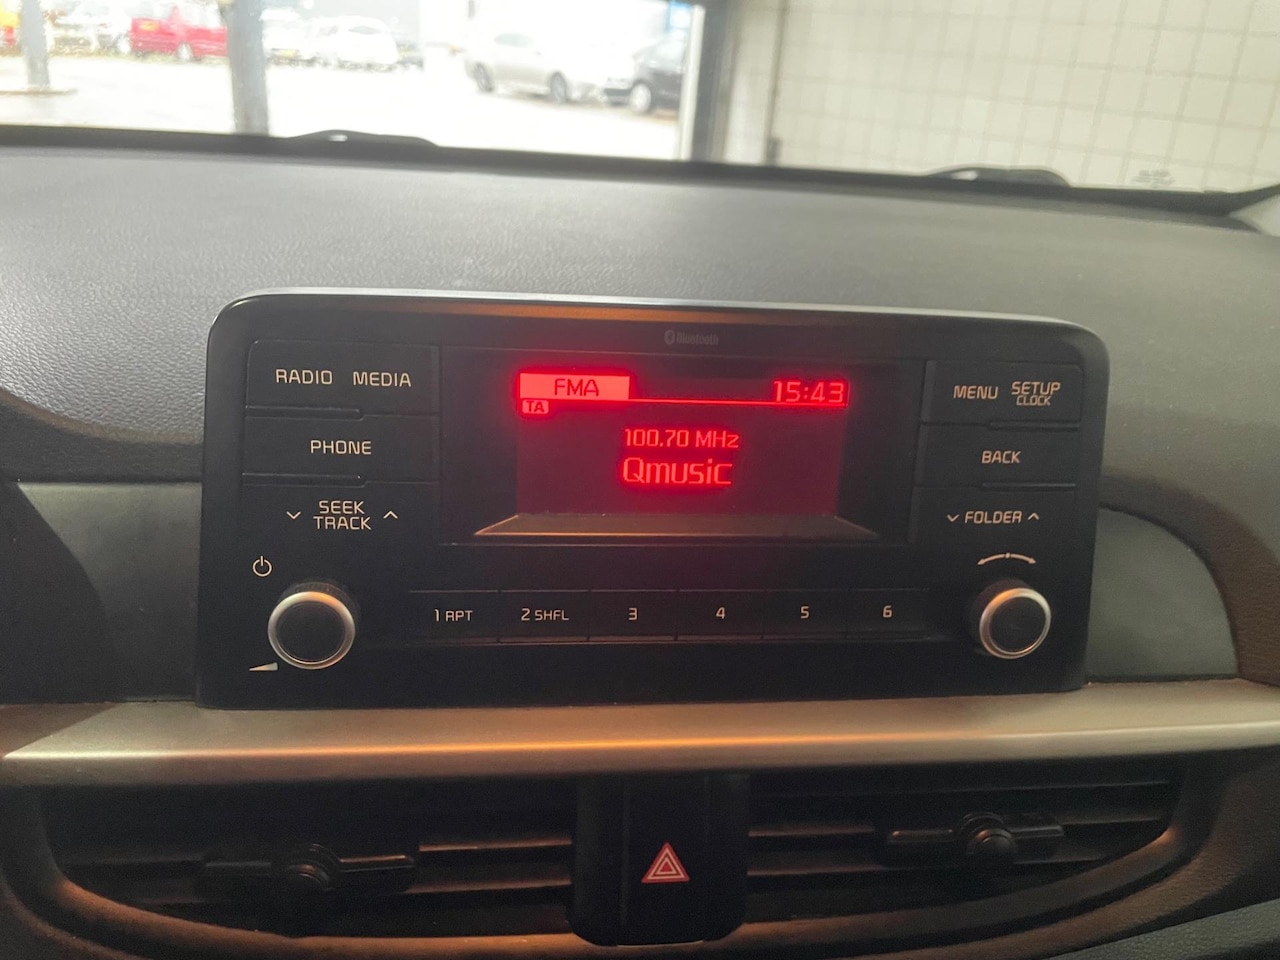 Bluetooth
RADIO MEDIA
PHONE
SEEK
TRACK
FMA 15:43
TA
100.70 MHz
Qmusic
MENU SETUP
CLOCK
BACK
FOLDER
1 RPT 2 SHFL 3 4 5 6